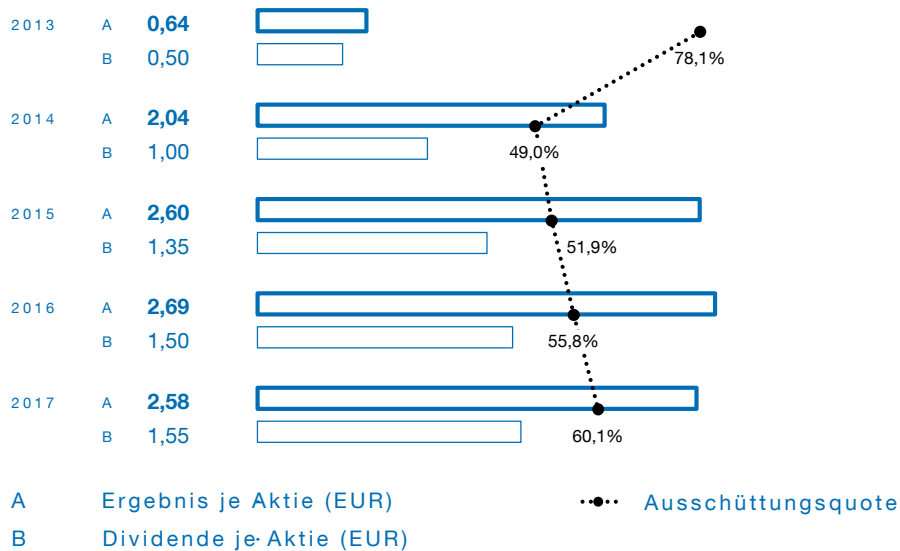 2013 A 0,64
B 0,50 78,1%
2014 A 2,04
B 1,00 49,0%
2015 A 2,60
B 1,35 51,9%
2016 A 2,69
B 1,50 55,8%
2017 A 2,58
B 1,55 60,1%
A Ergebnis je Aktie (EUR) Ausschüttungsquote
B Dividende je Aktie (EUR)